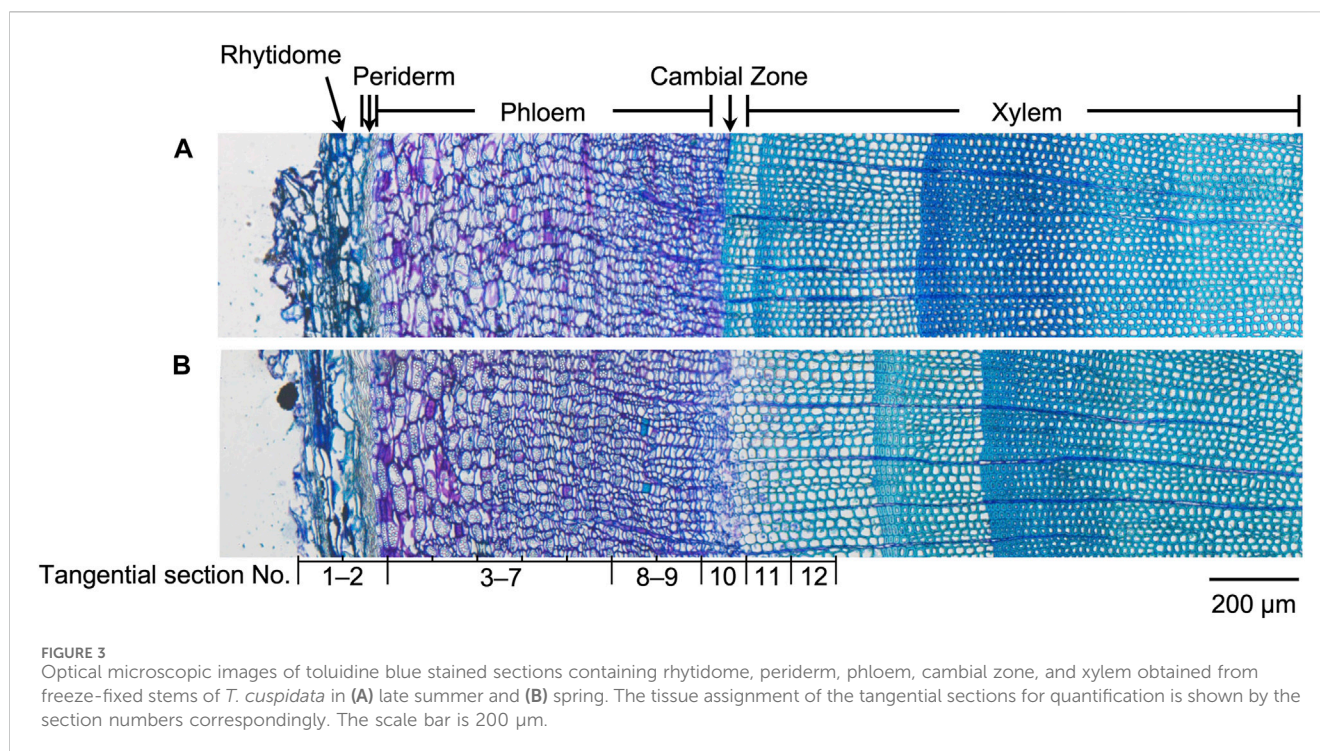 Rhytidome
Periderm
Cambial Zone
Phloem
Xylem
A
B
Tangential section No.
1–2
3–7
8–9
10
11
12
200 µm
FIGURE 3
Optical microscopic images of toluidine blue stained sections containing rhytidome, periderm, phloem, cambial zone, and xylem obtained from
freeze-fixed stems of T. cuspidata in (A) late summer and (B) spring. The tissue assignment of the tangential sections for quantification is shown by the
section numbers correspondingly. The scale bar is 200 µm.